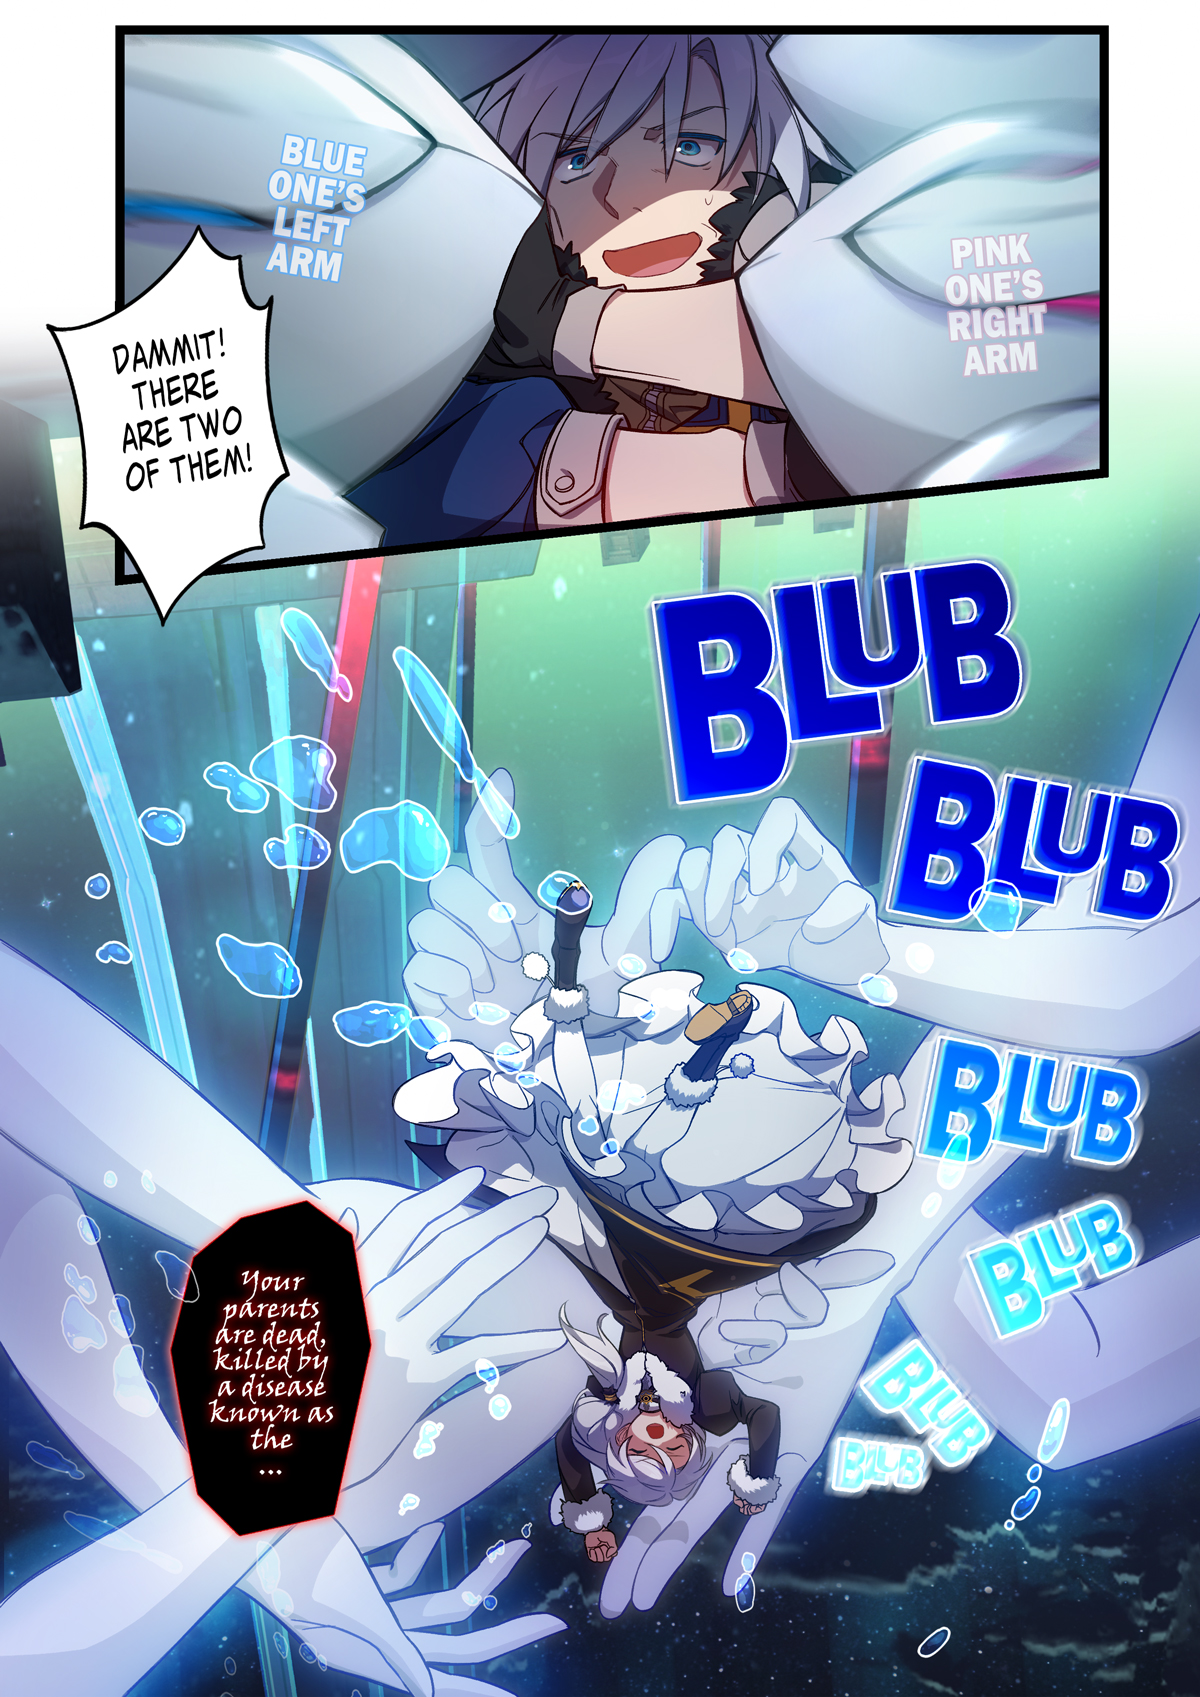 BLUE
ONE'S
LEFT
ARM
PINK
ONE'S
RIGHT
ARM
DAMMIT!
THERE
ARE TWO
OF THEM!
BLUB
BLUB
BLUB
BLUB
BLUB
BLUB
Your
parents
are dead,
killed by
a disease
known as
the
...